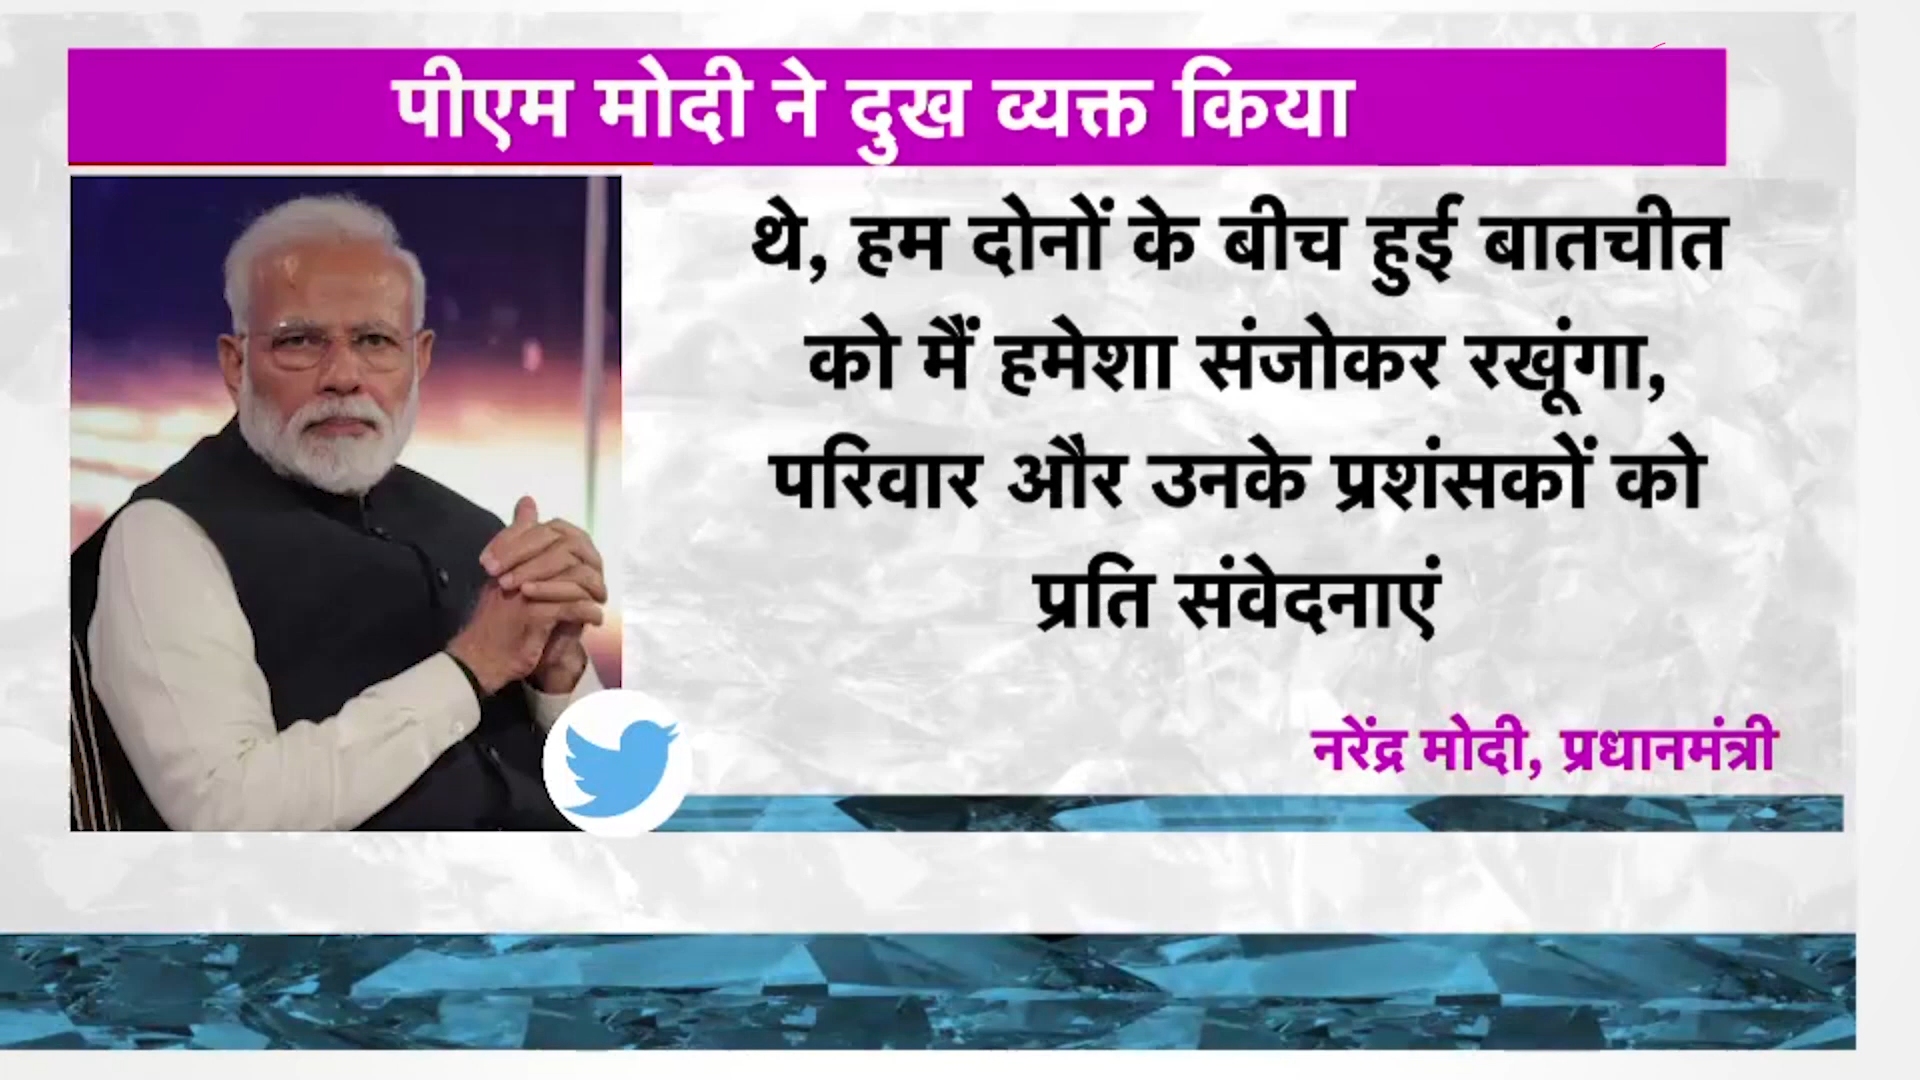 पीएम मोदी ने दुख व्यक्त किया
थे, हम दोनों के बीच हुई बातचीत
को मैं हमेशा संजोकर रखूंगा,
परिवार और उनके प्रशंसकों को
प्रति संवेदनाएं
नरेंद्र मोदी, प्रधानमंत्री